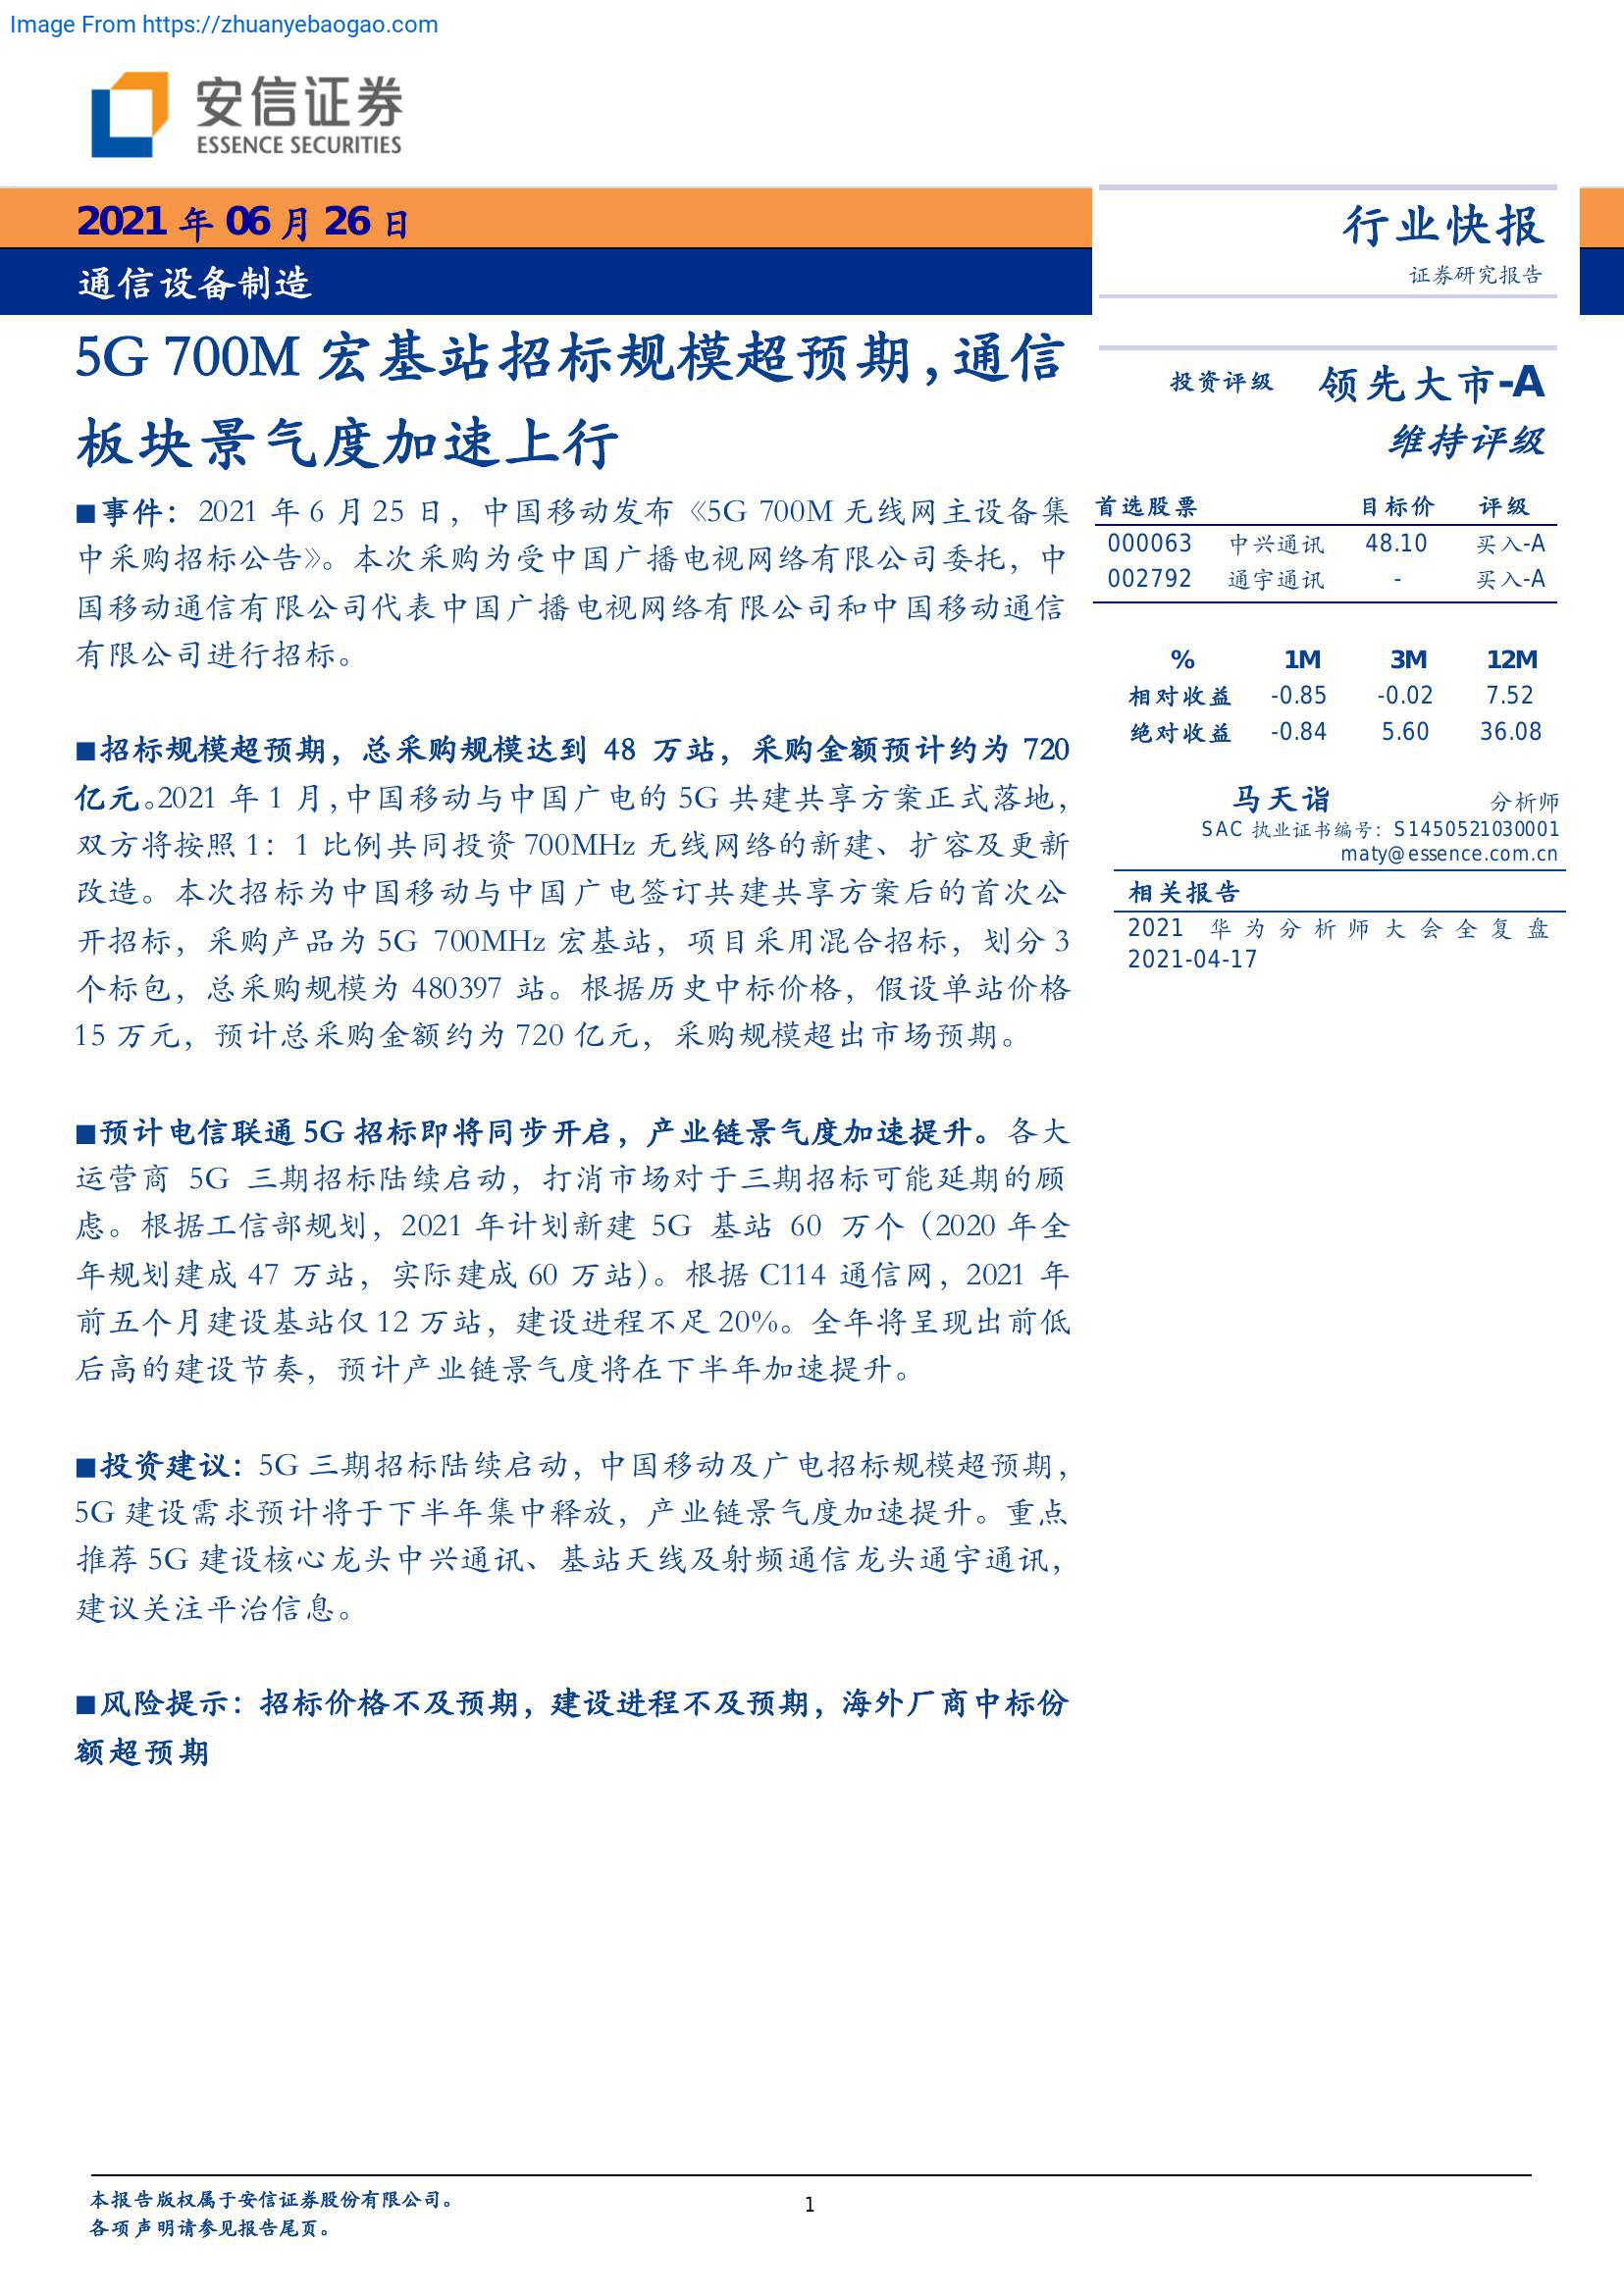 Image From https://zhuanyebaogao.com
安信证券
ESSENCE SECURITIES
2021 年 06 月 26 日
通信设备制造
行业快报
证券研究报告
5G 700M 宏基站招标规模超预期，通信
板块景气度加速上行
■事件：2021 年 6 月 25 日，中国移动发布《5G 700M 无线网主设备集
中采购招标公告》。本次采购为受中国广播电视网络有限公司委托，中
国移动通信有限公司代表中国广播电视网络有限公司和中国移动通信
有限公司进行招标。
■招标规模超预期，总采购规模达到 48 万站，采购金额预计约为 720
亿元。2021 年 1 月，中国移动与中国广电的 5G 共建共享方案正式落地，
双方将按照 1：1 比例共同投资 700MHz 无线网络的新建、扩容及更新
改造。本次招标为中国移动与中国广电签订共建共享方案后的首次公
开招标，采购产品为 5G 700MHz 宏基站，项目采用混合招标，划分 3
个标包，总采购规模为 480397 站。根据历史中标价格，假设单站价格
15 万元，预计总采购金额约为 720 亿元，采购规模超出市场预期。
■预计电信联通 5G 招标即将同步开启，产业链景气度加速提升。各大
运营商 5G 三期招标陆续启动，打消市场对于三期招标可能延期的顾
虑。根据工信部规划，2021 年计划新建 5G 基站 60 万个（2020 年全
年规划建成 47 万站，实际建成 60 万站）。根据 C114 通信网，2021 年
前五个月建设基站仅 12 万站，建设进程不足 20%。全年将呈现出前低
后高的建设节奏，预计产业链景气度将在下半年加速提升。
■投资建议：5G 三期招标陆续启动，中国移动及广电招标规模超预期，
5G 建设需求预计将于下半年集中释放，产业链景气度加速提升。重点
推荐 5G 建设核心龙头中兴通讯、基站天线及射频通信龙头通宇通讯，
建议关注平治信息。
■风险提示：招标价格不及预期，建设进程不及预期，海外厂商中标份
额超预期
投资评级 领先大市-A
维持评级
首选股票 目标价 评级
000063 中兴通讯 48.10 买入-A
002792 通宇通讯 - 买入-A
% 1M 3M 12M
相对收益 -0.85 -0.02 7.52
绝对收益 -0.84 5.60 36.08
马天诣 分析师
SAC 执业证书编号：S1450521030001
maty@essence.com.cn
相关报告
2021 华为分析师大会全复盘
2021-04-17
本报告版权属于安信证券股份有限公司。
各项声明请参见报告尾页。
1